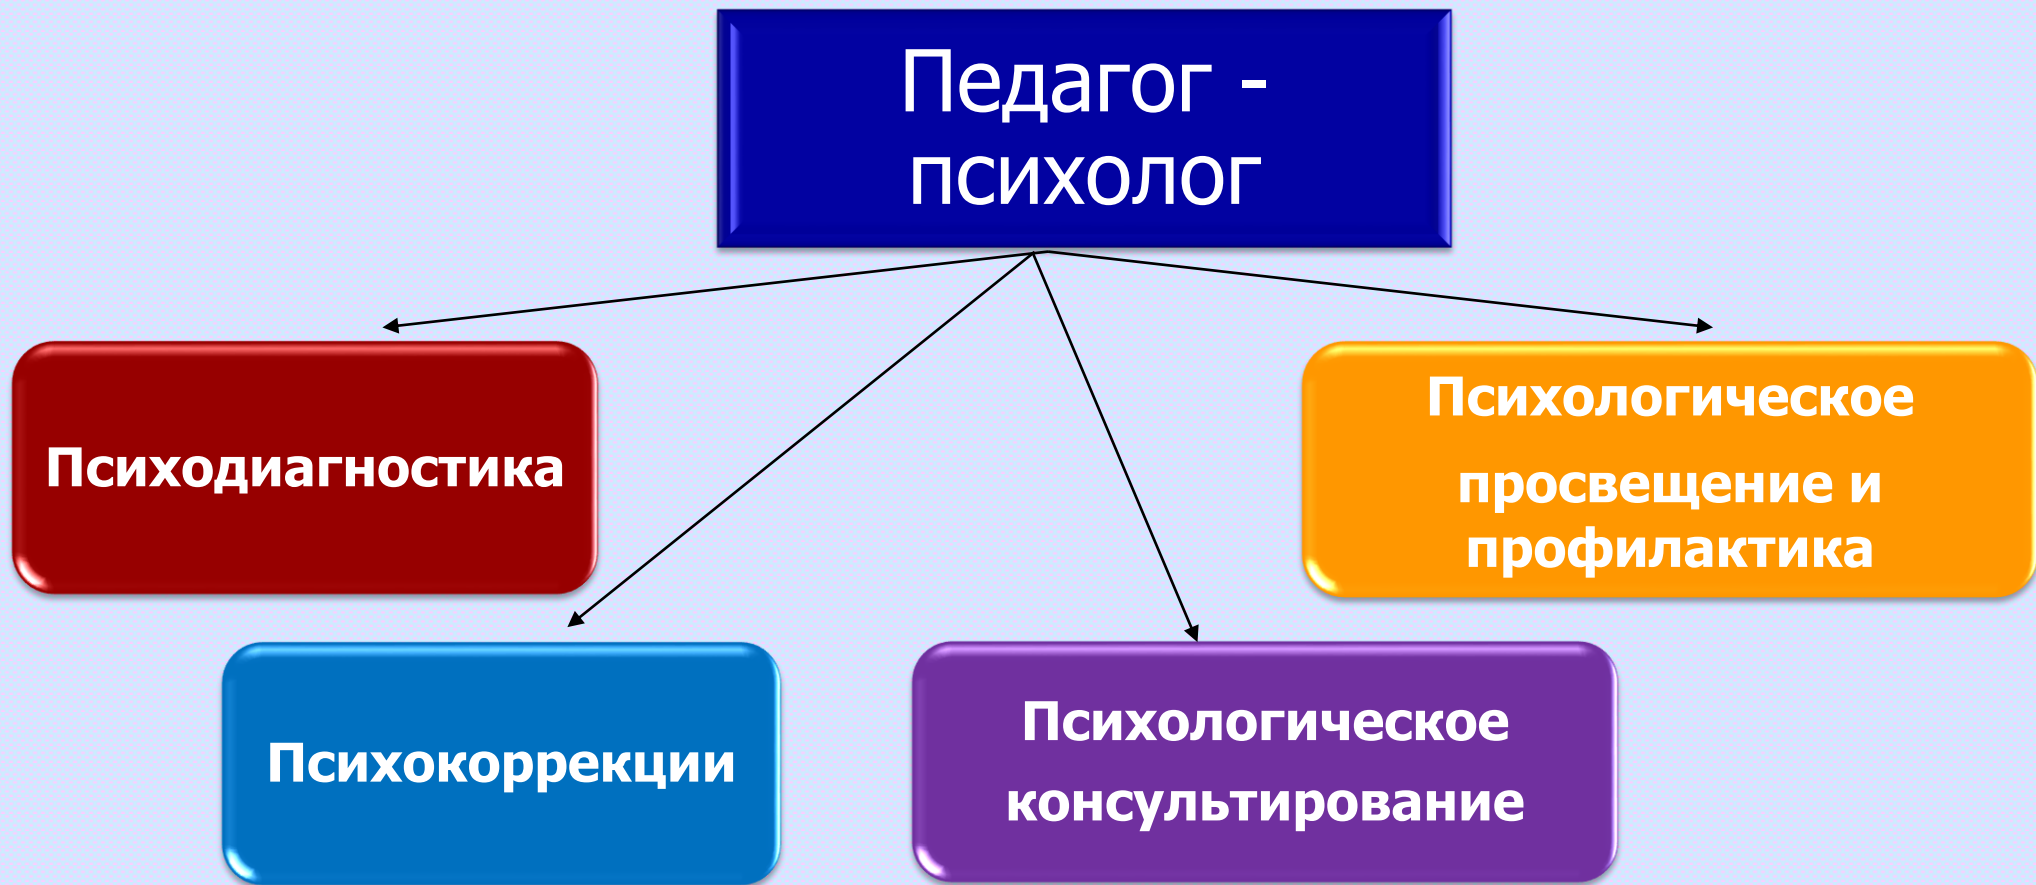 Педагог -
психолог
Психодиагностика
Психологическое
просвещение и
профилактика
Психокоррекции
Психологическое
консультирование